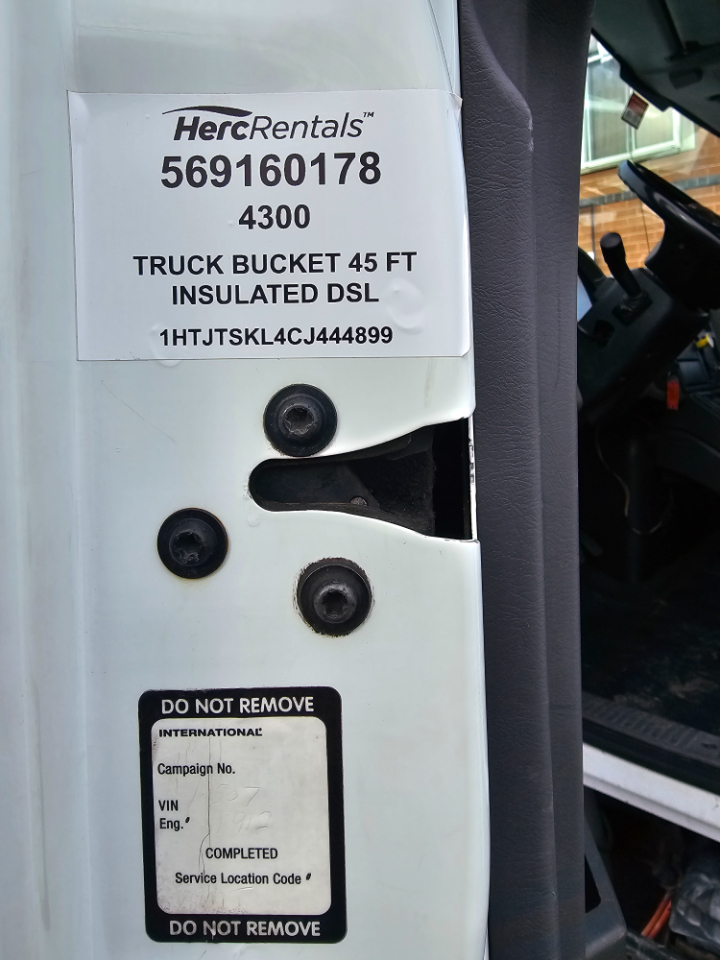 HercRentals™
569160178
4300
TRUCK BUCKET 45 FT
INSULATED DSL
1HTJTSKL4CJ444899
DO NOT REMOVE
INTERNATIONAL
Campaign No.
VIN
Eng.#
COMPLETED
Service Location Code #
DO NOT REMOVE